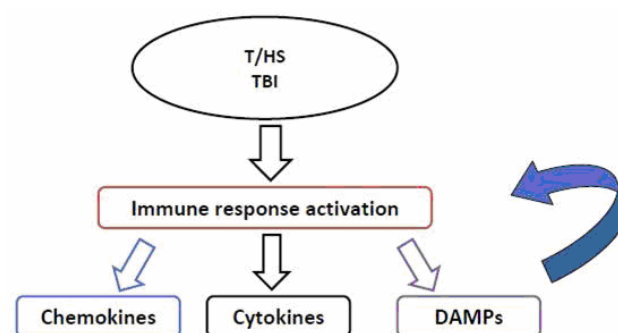 T/HS
TBI
Immune response activation
Chemokines
Cytokines
DAMPs